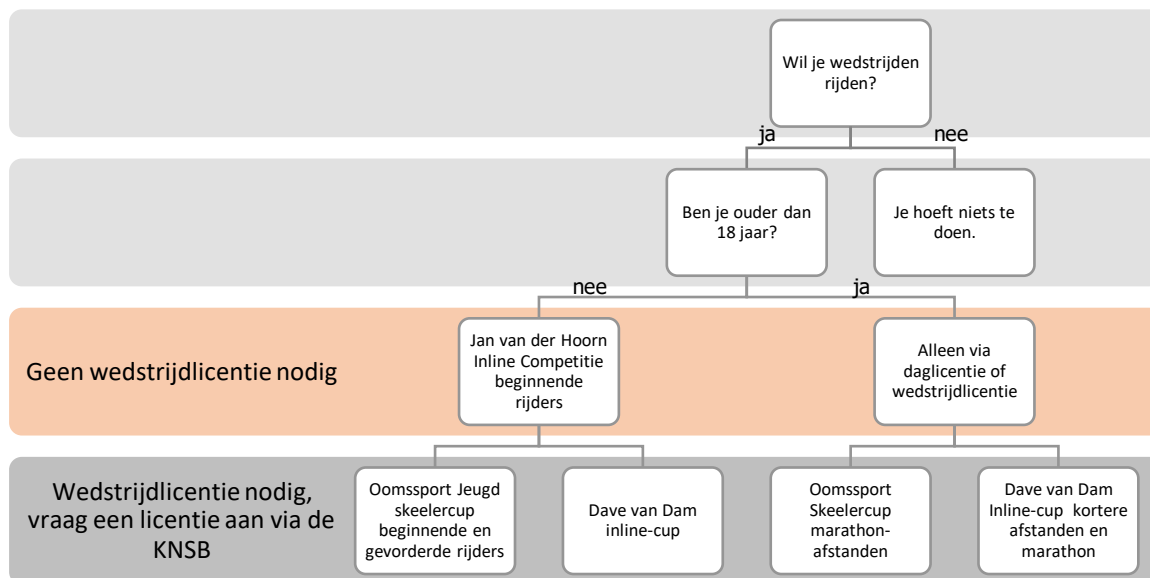 Wil je wedstrijden
rijden?
ja
nee
Ben je ouder dan
18 jaar?
Je hoeft niets te
doen.
nee
ja
Geen wedstrijdlicentie nodig
Jan van der Hoorn
Inline Competitie
beginnende
rijders
Alleen via
daglicentie of
wedstrijdlicentie
Wedstrijdlicentie nodig,
vraag een licentie aan via de
KNSB
Oomssport Jeugd
skeelercup
beginnende en
gevorderde rijders
Dave van Dam
inline-cup
Oomssport
Skeelercup
marathon-
afstanden
Dave van Dam
Inline-cup kortere
afstanden en
marathon